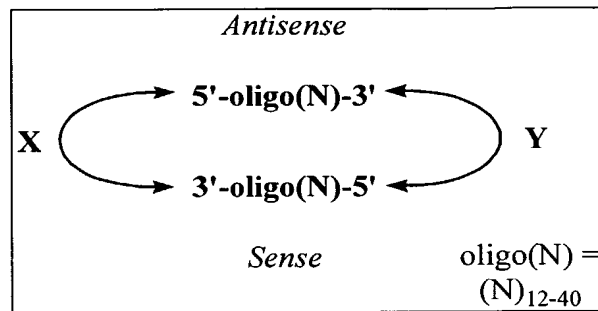 Antisense
5'-oligo(N)-3'
X
Y
3'-oligo(N)-5'
Sense
oligo(N) =
(N)12-40